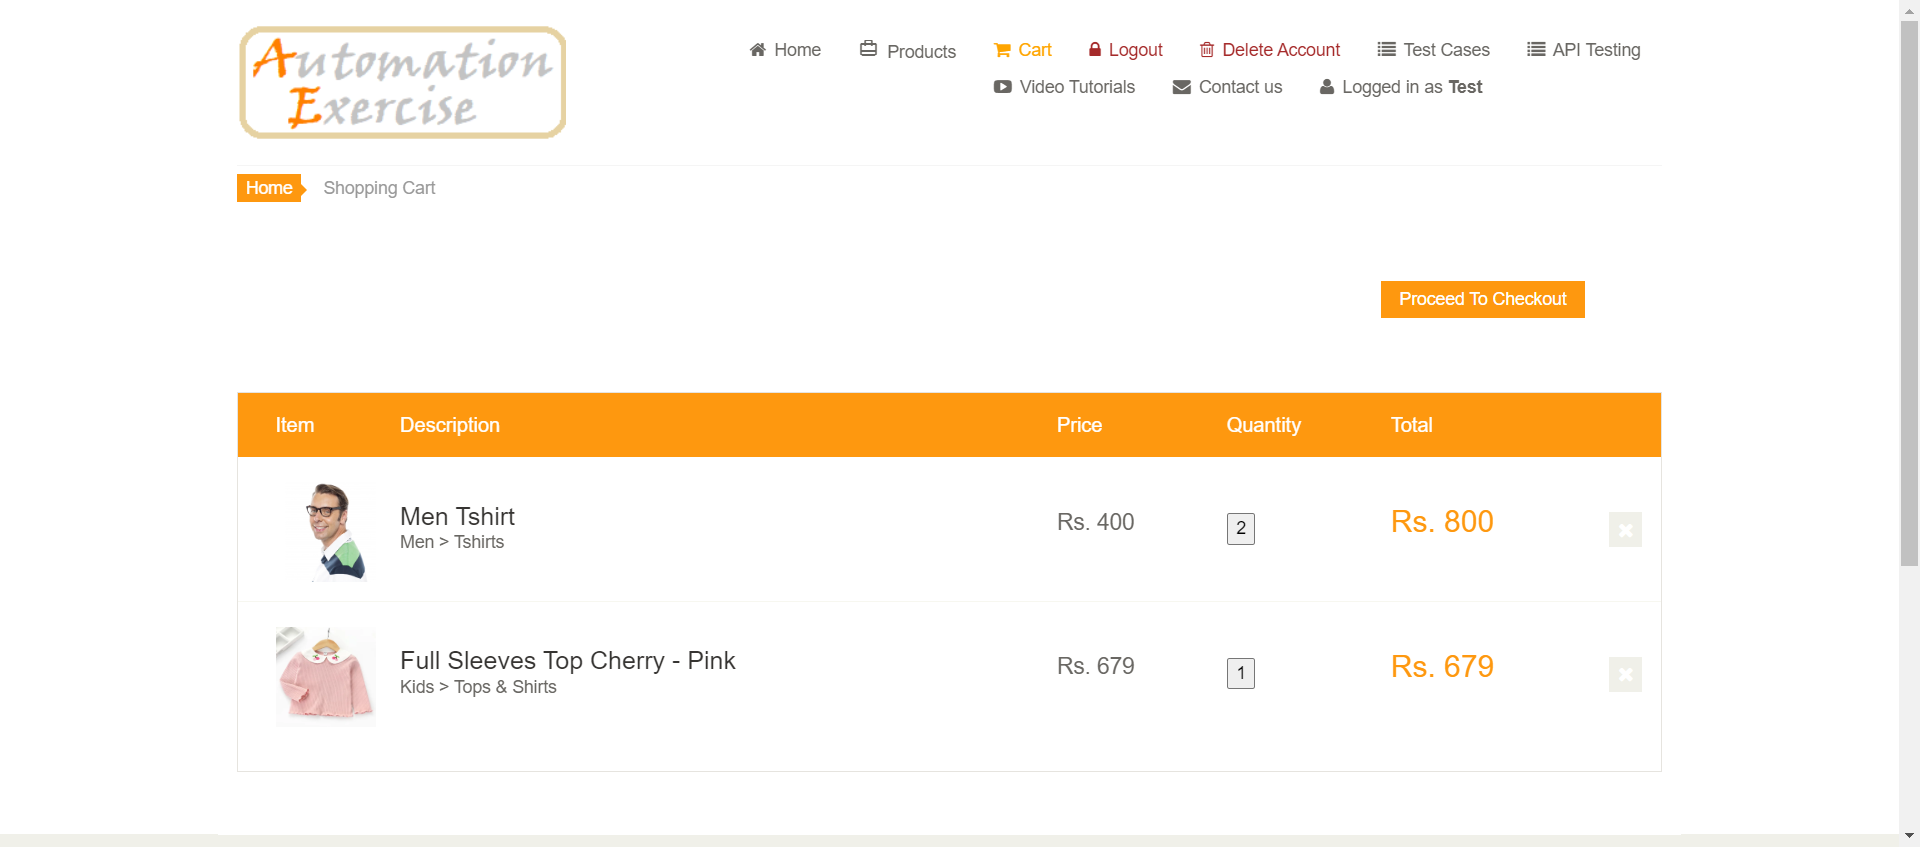 Automation
Exercise
Home Products Cart Logout Delete Account Test Cases API Testing
Video Tutorials Contact us Logged in as Test
Home Shopping Cart
Proceed To Checkout
Item Description Price Quantity Total
Men Tshirt Rs. 400 2 Rs. 800
Men > Tshirts
Full Sleeves Top Cherry - Pink Rs. 679 1 Rs. 679
Kids > Tops & Shirts